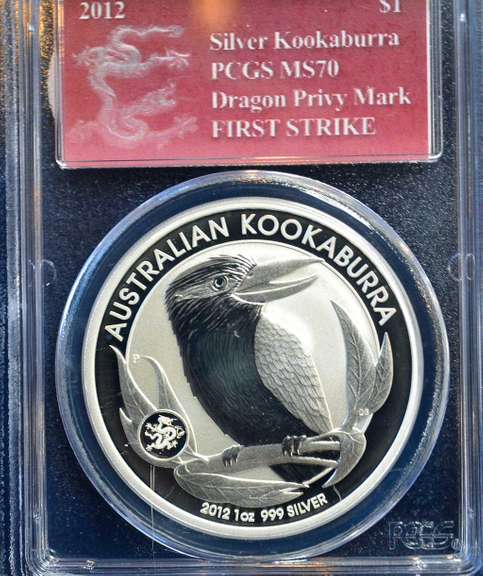 2012 $1
Silver Kookaburra
PCGS MS70
Dragon Privy Mark
FIRST STRIKE
AUSTRALIAN KOOKABURRA
P
2012 1oz 999 SILVER
PCGS